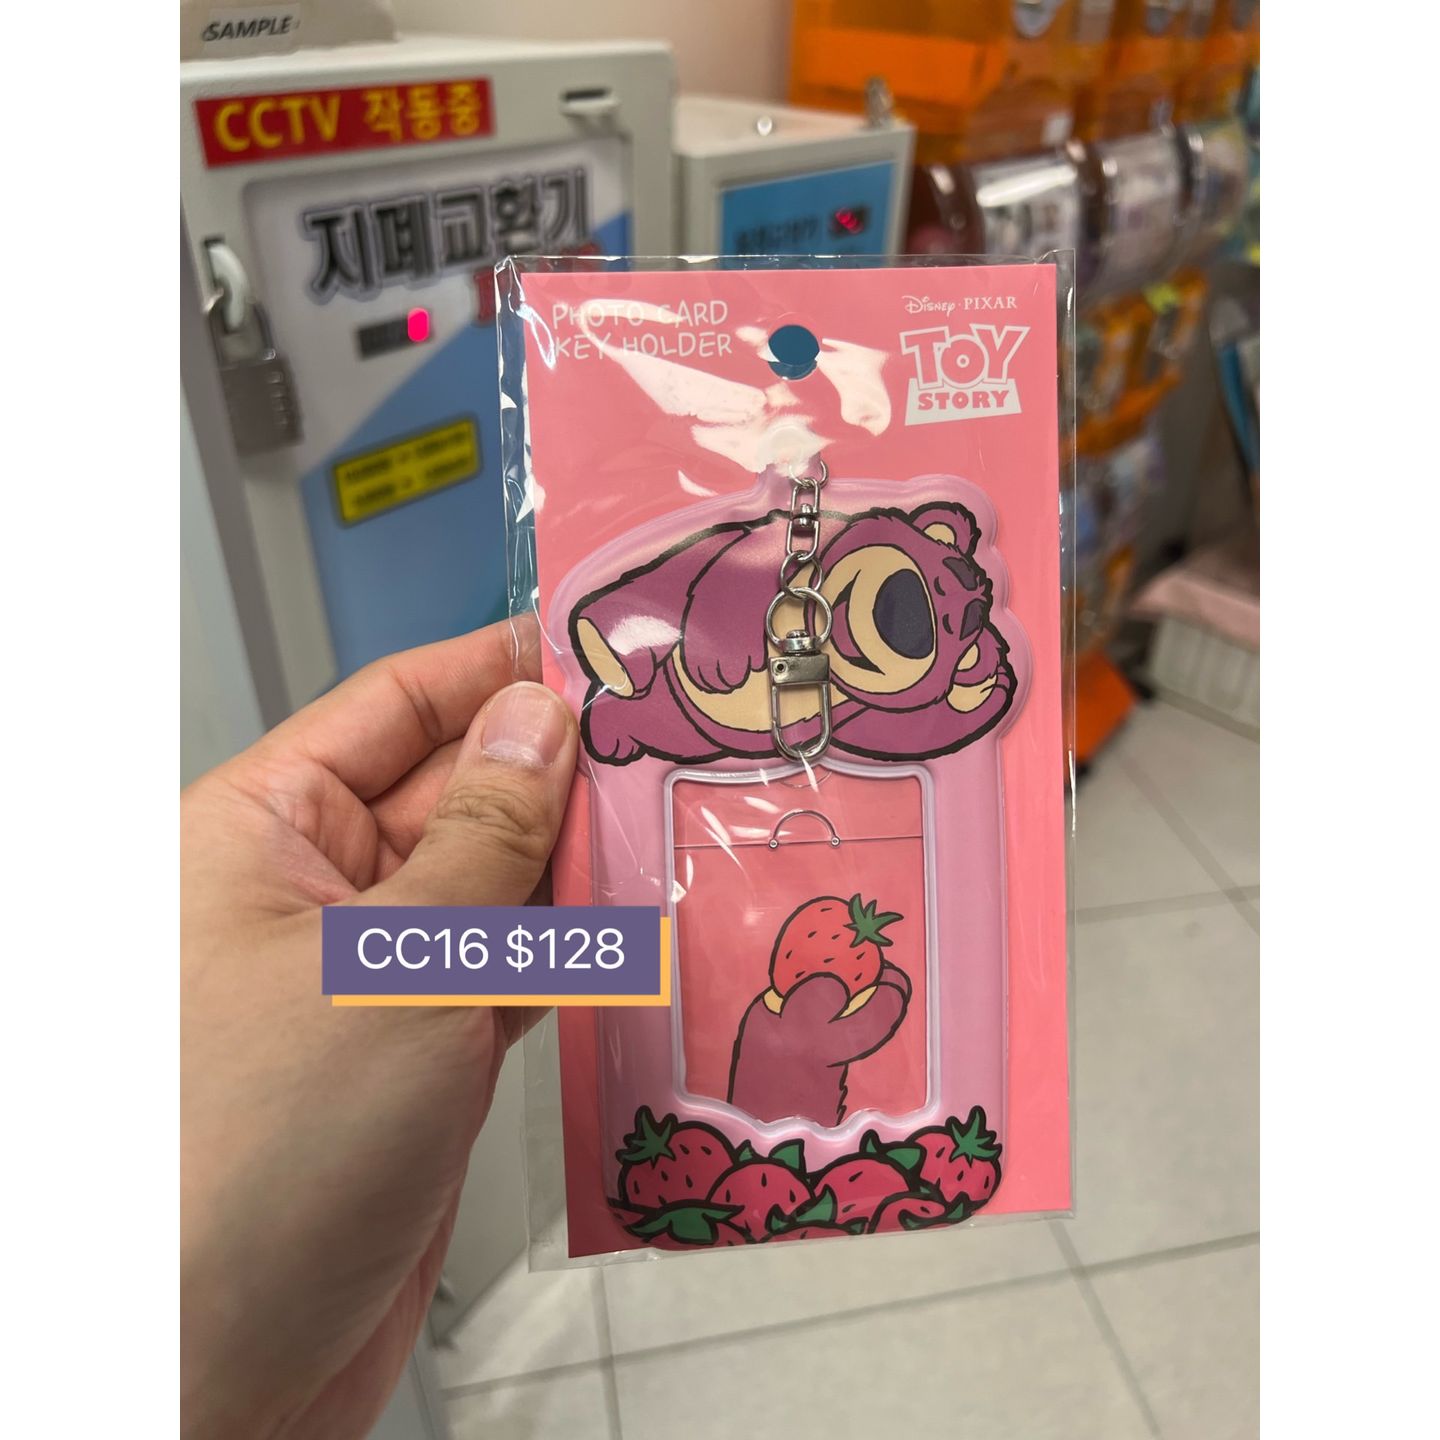 SAMPLE
CCTV 작동중
지폐교환기
PHOTO CARD
KEY HOLDER
Disney · PIXAR
TOY
STORY
CC16 $128